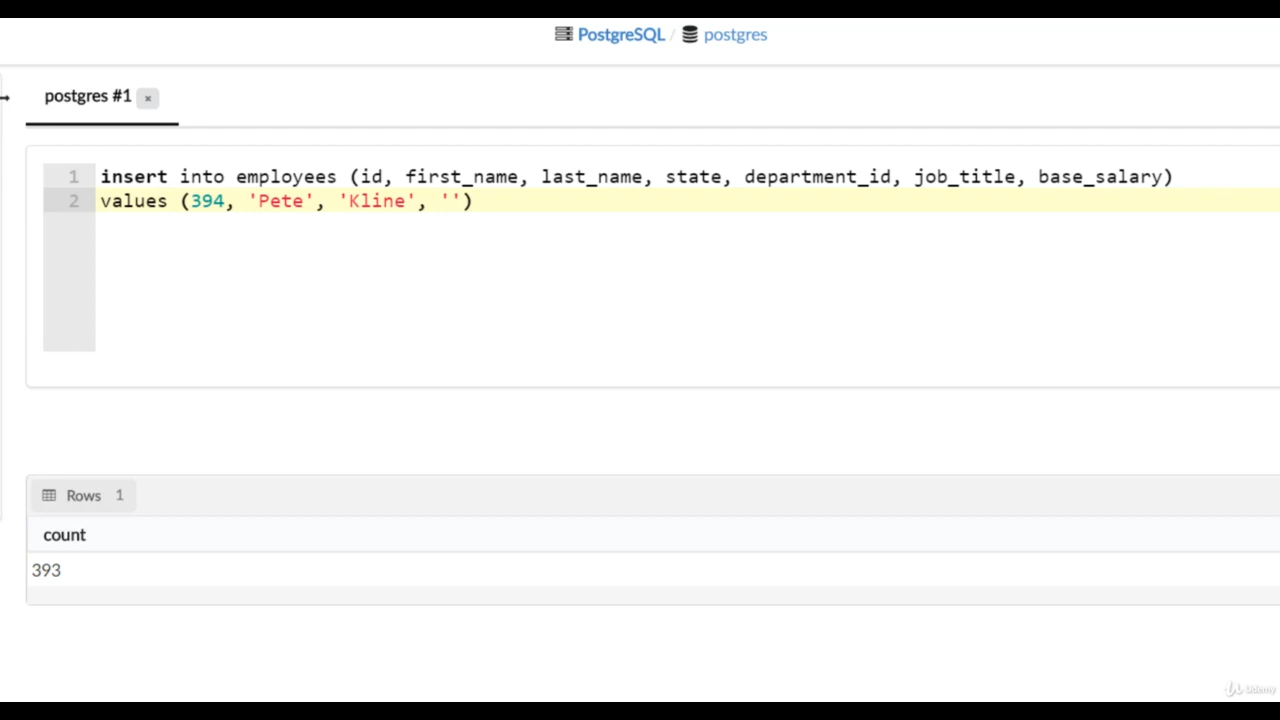 PostgreSQL / postgres
postgres #1 ×
1 insert into employees (id, first_name, last_name, state, department_id, job_title, base_salary)
2 values (394, 'Pete', 'Kline', '')
Rows 1
count
393
Udemy